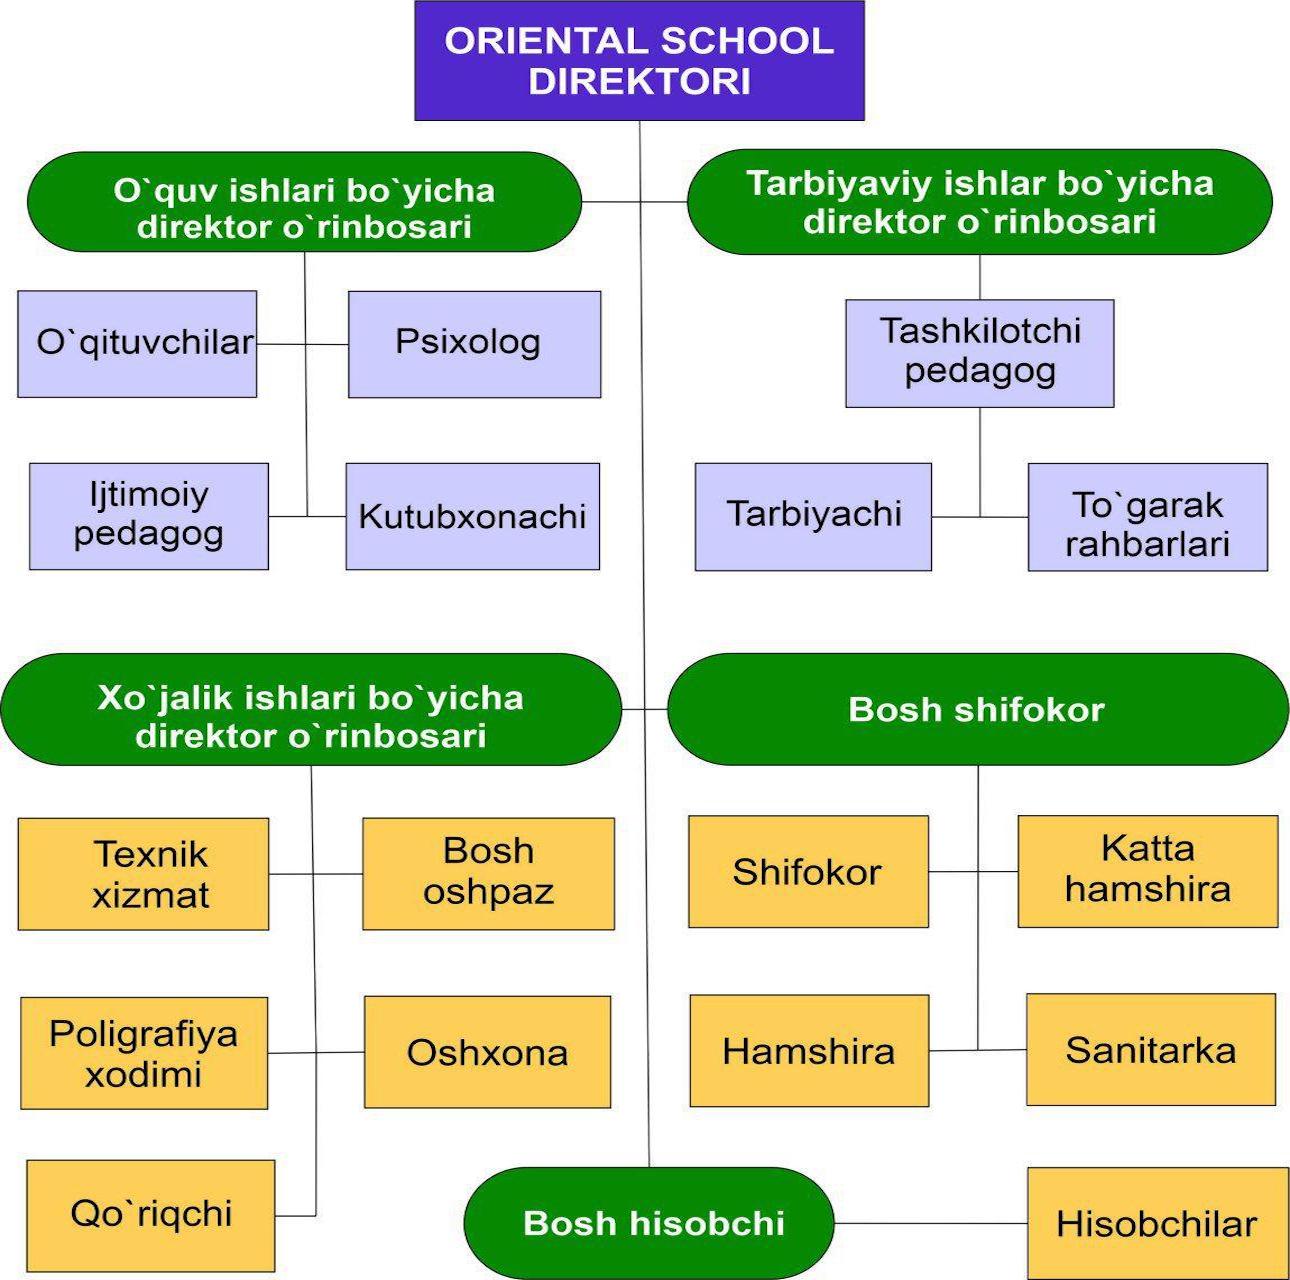 ORIENTAL SCHOOL
DIREKTORI
O`quv ishlari bo`yicha
direktor o`rinbosari
Tarbiyaviy ishlar bo`yicha
direktor o`rinbosari
O`qituvchilar
Psixolog
Tashkilotchi
pedagog
Ijtimoiy
pedagog
Kutubxonachi
Tarbiyachi
To`garak
rahbarlari
Xo`jalik ishlari bo`yicha
direktor o`rinbosari
Bosh shifokor
Texnik
xizmat
Bosh
oshpaz
Shifokor
Katta
hamshira
Poligrafiya
xodimi
Oshxona
Hamshira
Sanitarka
Qo`riqchi
Bosh hisobchi
Hisobchilar